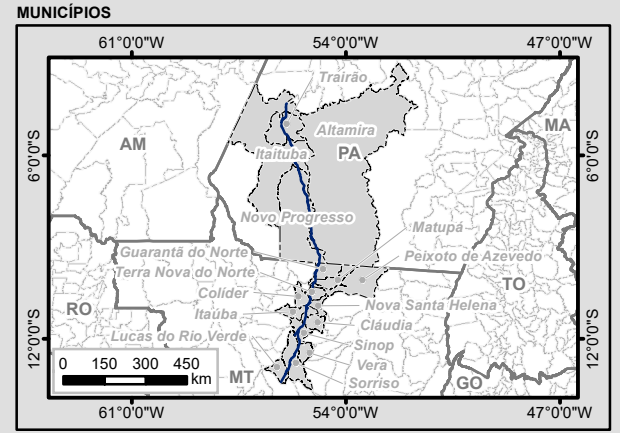 MUNICÍPIOS
61°0'0"W 54°0'0"W 47°0'0"W
Trairão
AM Altamira MA
6°0'0"S Itaituba PA 6°0'0"S
Novo Progresso
Matupá
Guarantã do Norte Peixoto de Azevedo
Terra Nova do Norte TO
Colíder Nova Santa Helena
RO Itaúba Cláudia
Lucas do Rio Verde Sinop
12°0'0"S 12°0'0"S
0 150 300 450 Vera
km MT Sorriso GO
61°0'0"W 54°0'0"W 47°0'0"W